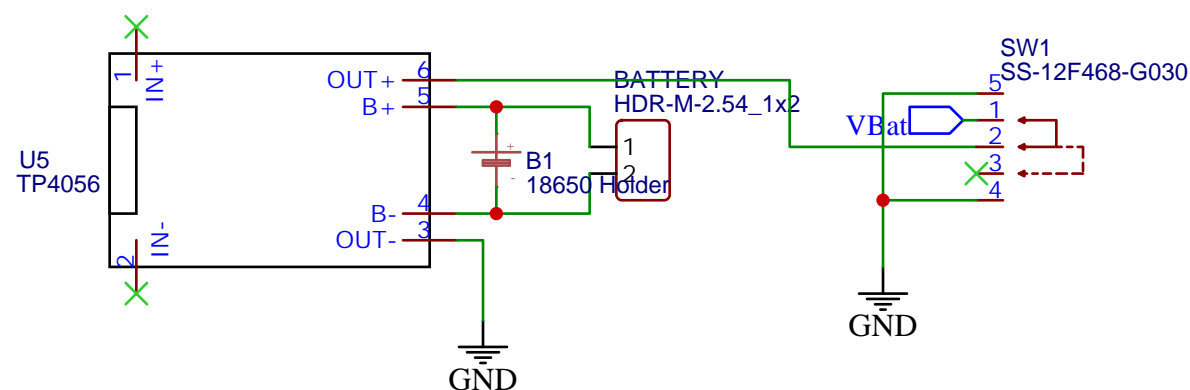 SW1
SS-12F468-G030
1
IN+
OUT+
6
BATTERY
B+
5
HDR-M-2.54_1x2
5
VBat
1
U5
TP4056
+
B1
-
18650 Holder
1
2
2
3
4
B-
4
OUT-
3
2
IN-
GND
GND